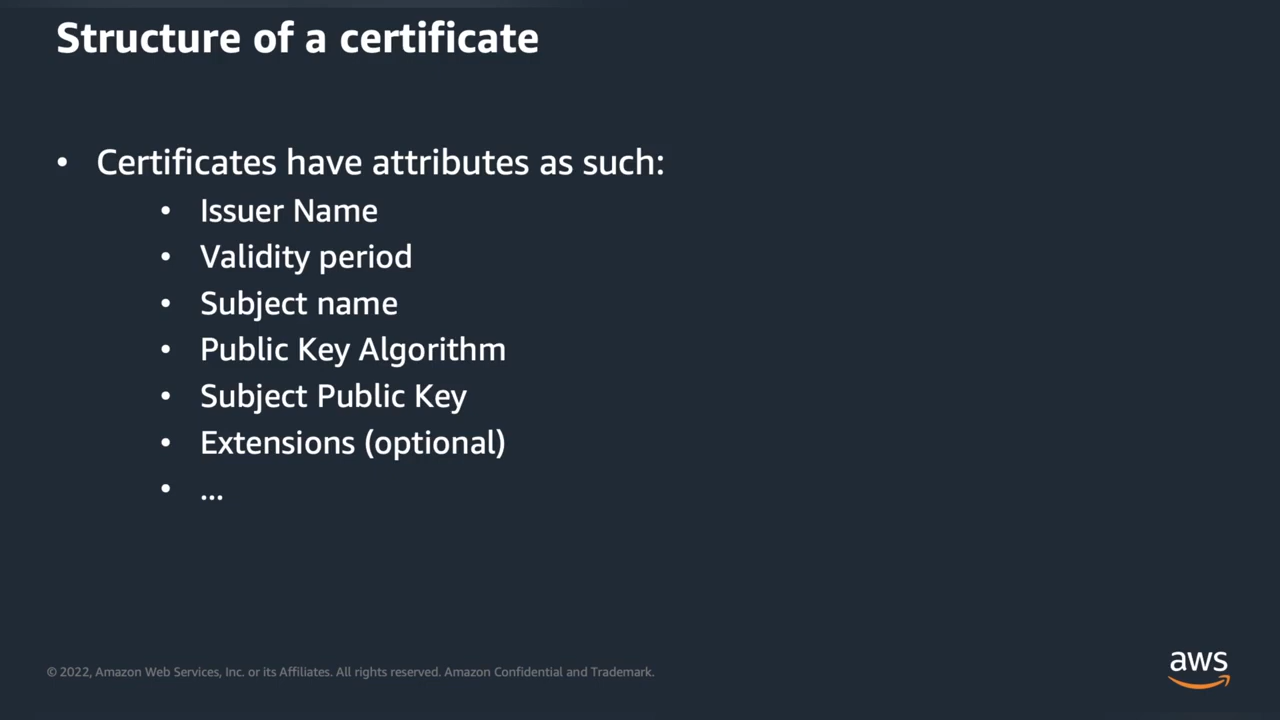 Structure of a certificate
• Certificates have attributes as such:
• Issuer Name
• Validity period
• Subject name
• Public Key Algorithm
• Subject Public Key
• Extensions (optional)
• ...
© 2022, Amazon Web Services, Inc. or its Affiliates. All rights reserved. Amazon Confidential and Trademark.
aws